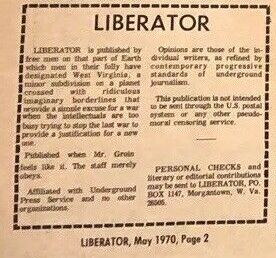 LIBERATOR
LIBERATOR is published by
free men on that part of Earth
which men in their folly have
designated West Virginia, a
minor subdivision on a planet
crossed with ridiculous
imaginary borderlines that
provide a simple excuse for a war
when the intellectuals are too
busy trying to stop the last war to
provide a justification for a new
one.
Published when Mr. Groin
feels like it. The staff merely
obeys.
Affiliated with Underground
Press Service and no other
organizations.
Opinions are those of the in-
dividual writers, as refined by
contemporary progressive
standards of underground
journalism.
This publication is not intended
to be sent through the U.S. postal
system or any other pseudo-
moral censoring service.
PERSONAL CHECKS and
literary or editorial contributions
may be sent to LIBERATOR, PO.
BOX 1147, Morgantown, W. Va.
26505.
LIBERATOR, May 1970, Page 2